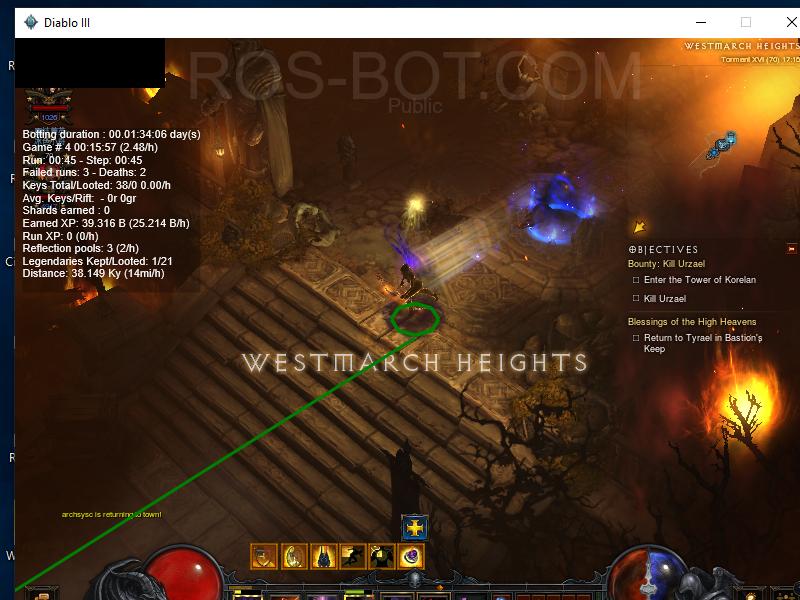 Diablo III
WESTMARCH HEIGHTS
Torment XVI (70) 17:15
ROS-BOT.COM
Public
1026
Botting duration : 00.01:34:06 day(s)
Game # 4 00:15:57 (2.48/h)
Run: 00:45 - Step: 00:45
Failed runs: 3 - Deaths: 2
Keys Total/Looted: 38/0 0.00/h
Avg. Keys/Rift: - 0r 0gr
Shards earned : 0
Earned XP: 39.316 B (25.214 B/h)
Run XP: 0 (0/h)
Reflection pools: 3 (2/h)
Legendaries Kept/Looted: 1/21
Distance: 38.149 Ky (14mi/h)
OBJECTIVES
Bounty: Kill Urzael
Enter the Tower of Korelan
Kill Urzael
Blessings of the High Heavens
Return to Tyrael in Bastion's
Keep
WESTMARCH HEIGHTS
archsysc is returning to town!